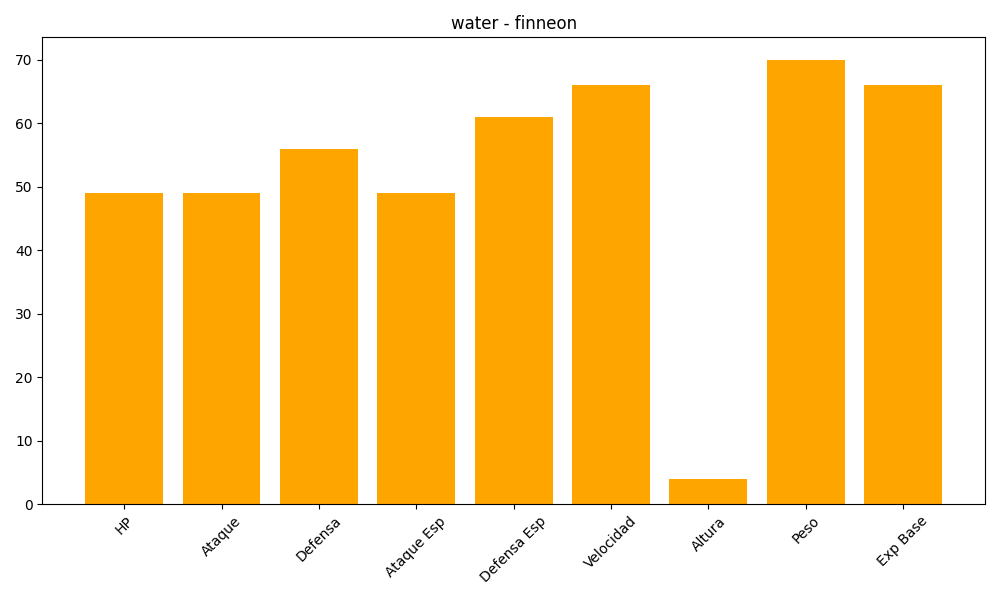 water - finneon
70
60
50
40
30
20
10
0
HP
Ataque
Defensa
Ataque Esp
Defensa Esp
Velocidad
Altura
Peso
Exp Base